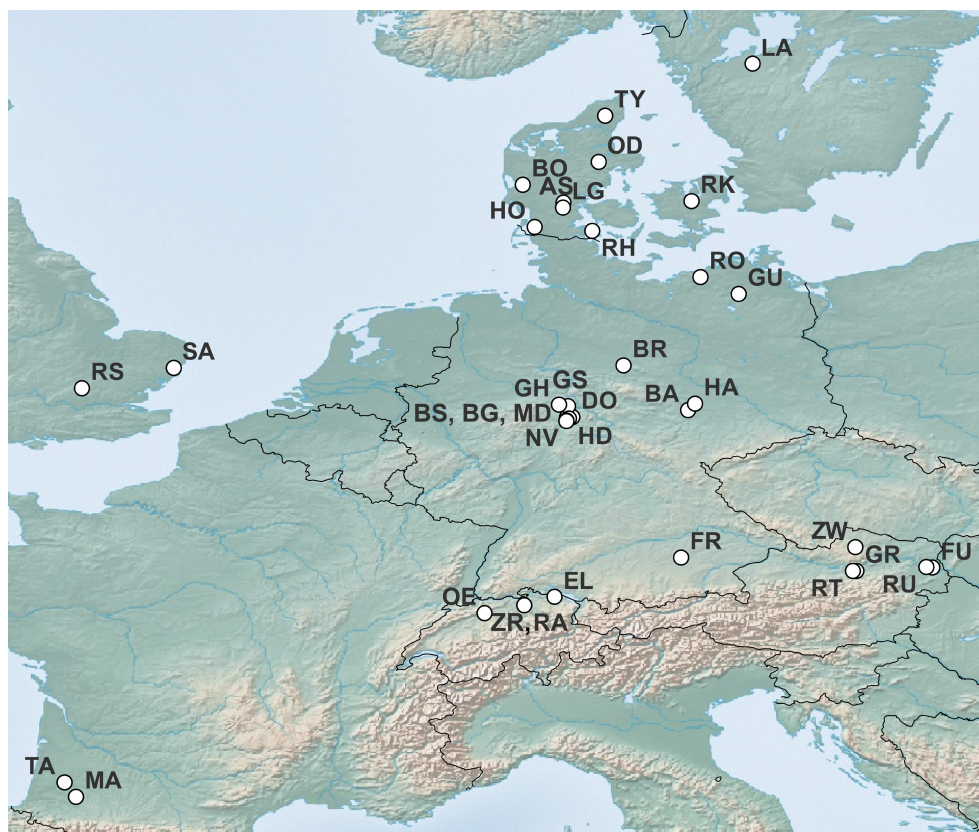 LA
TY
OD
BO
AS LG
RK
HO
RH
RO
GU
SA
RS
BR
GH GS
BA HA
DO
BS, BG, MD
NV HD
ZW
FR
GR
FU
RT
RU
EL
OE
ZR, RA
TA
MA